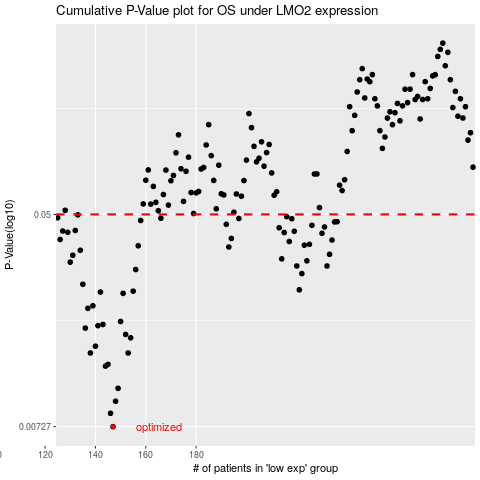 Cumulative P-Value plot for OS under LMO2 expression
P-Value(log10)
0.05
0.00727
optimized
0 120 140 160 180
# of patients in 'low exp' group